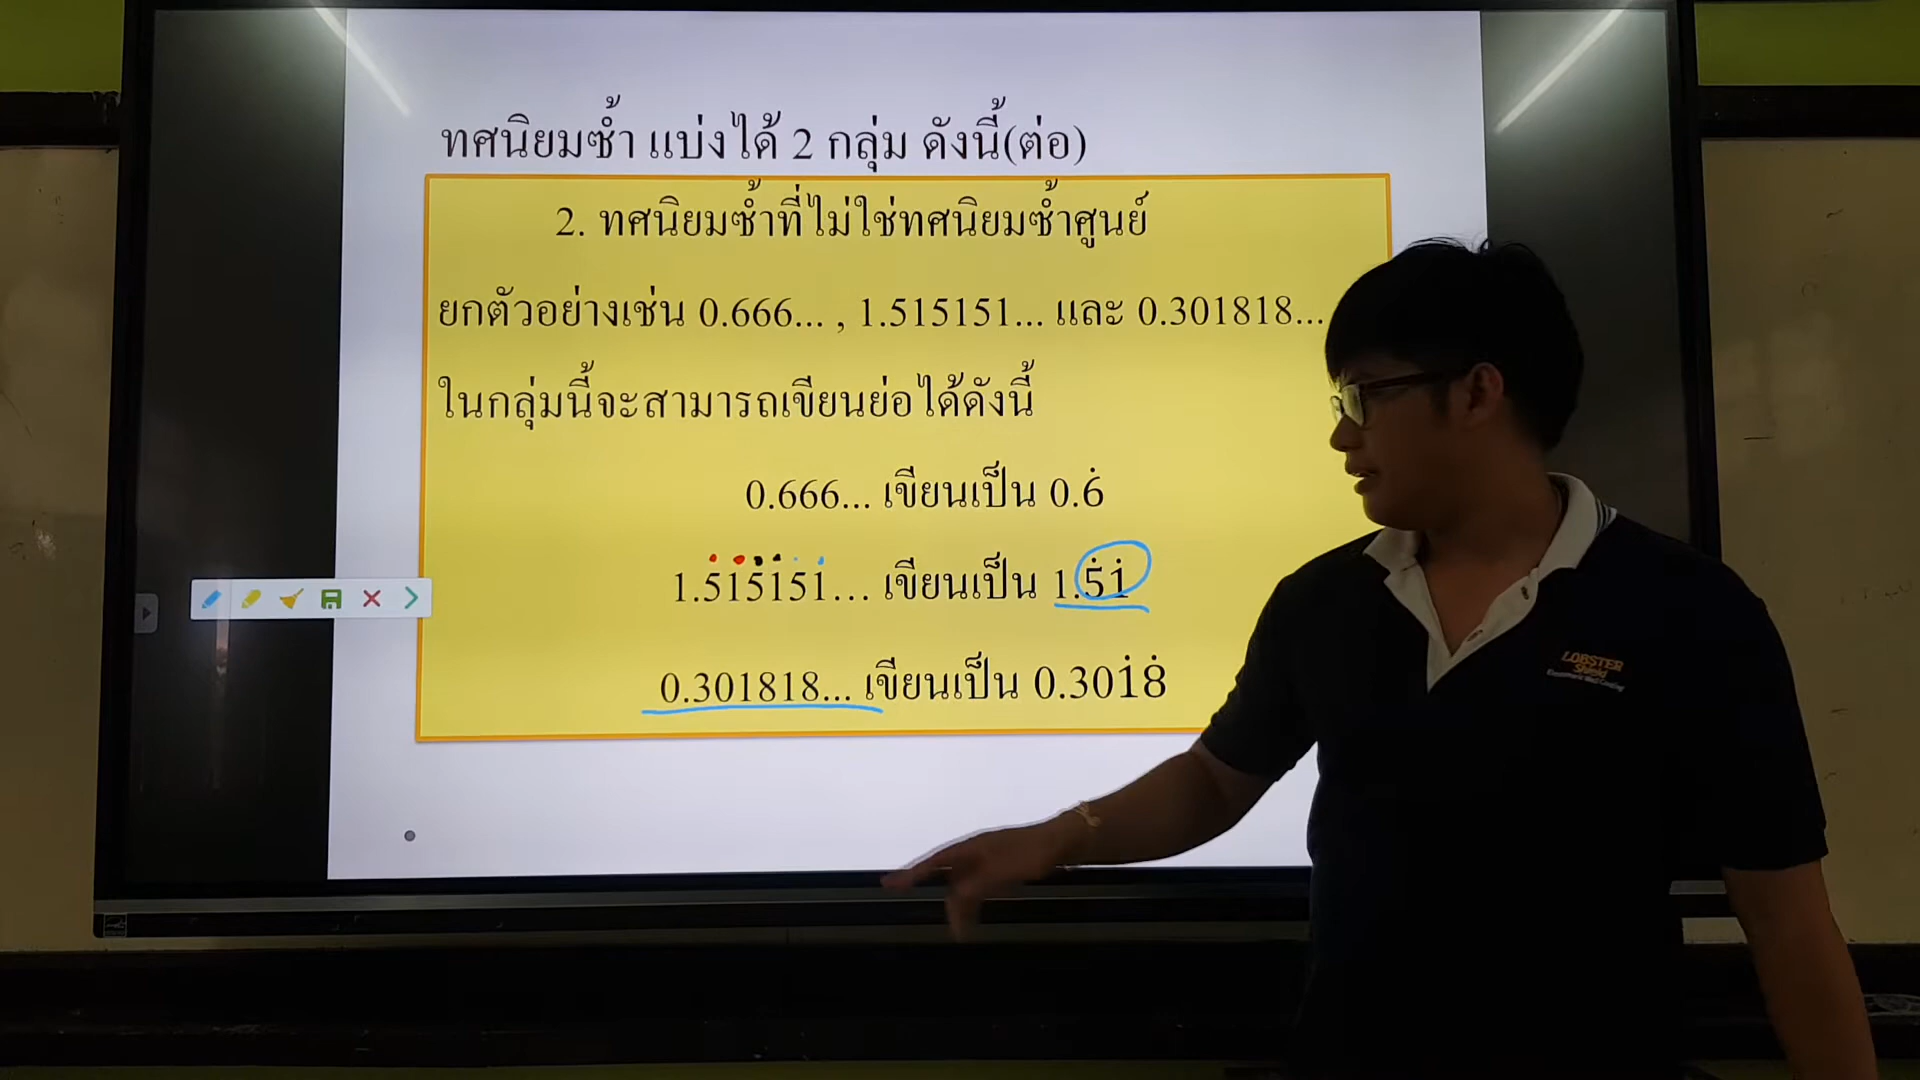 ทศนิยมซ้ำ แบ่งได้ 2 กลุ่ม ดังนี้(ต่อ)
2. ทศนิยมซ้ำที่ไม่ใช่ทศนิยมซ้ำศูนย์
ยกตัวอย่างเช่น 0.666... , 1.515151... และ 0.301818...
ในกลุ่มนี้จะสามารถเขียนย่อได้ดังนี้
0.666... เขียนเป็น 0.6̇
1.515151... เขียนเป็น 1.5̇1̇
0.301818... เขียนเป็น 0.301̇8̇
LOBSTER